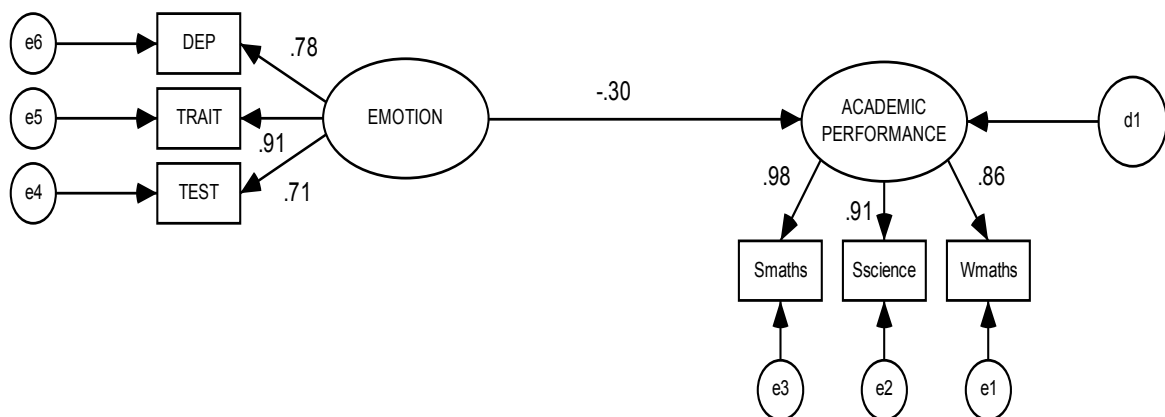 e6
DEP
.78
e5
TRAIT
.91
e4
TEST
.71
EMOTION
-.30
ACADEMIC
PERFORMANCE
d1
.98
.91
.86
Smaths
Sscience
Wmaths
e3
e2
e1